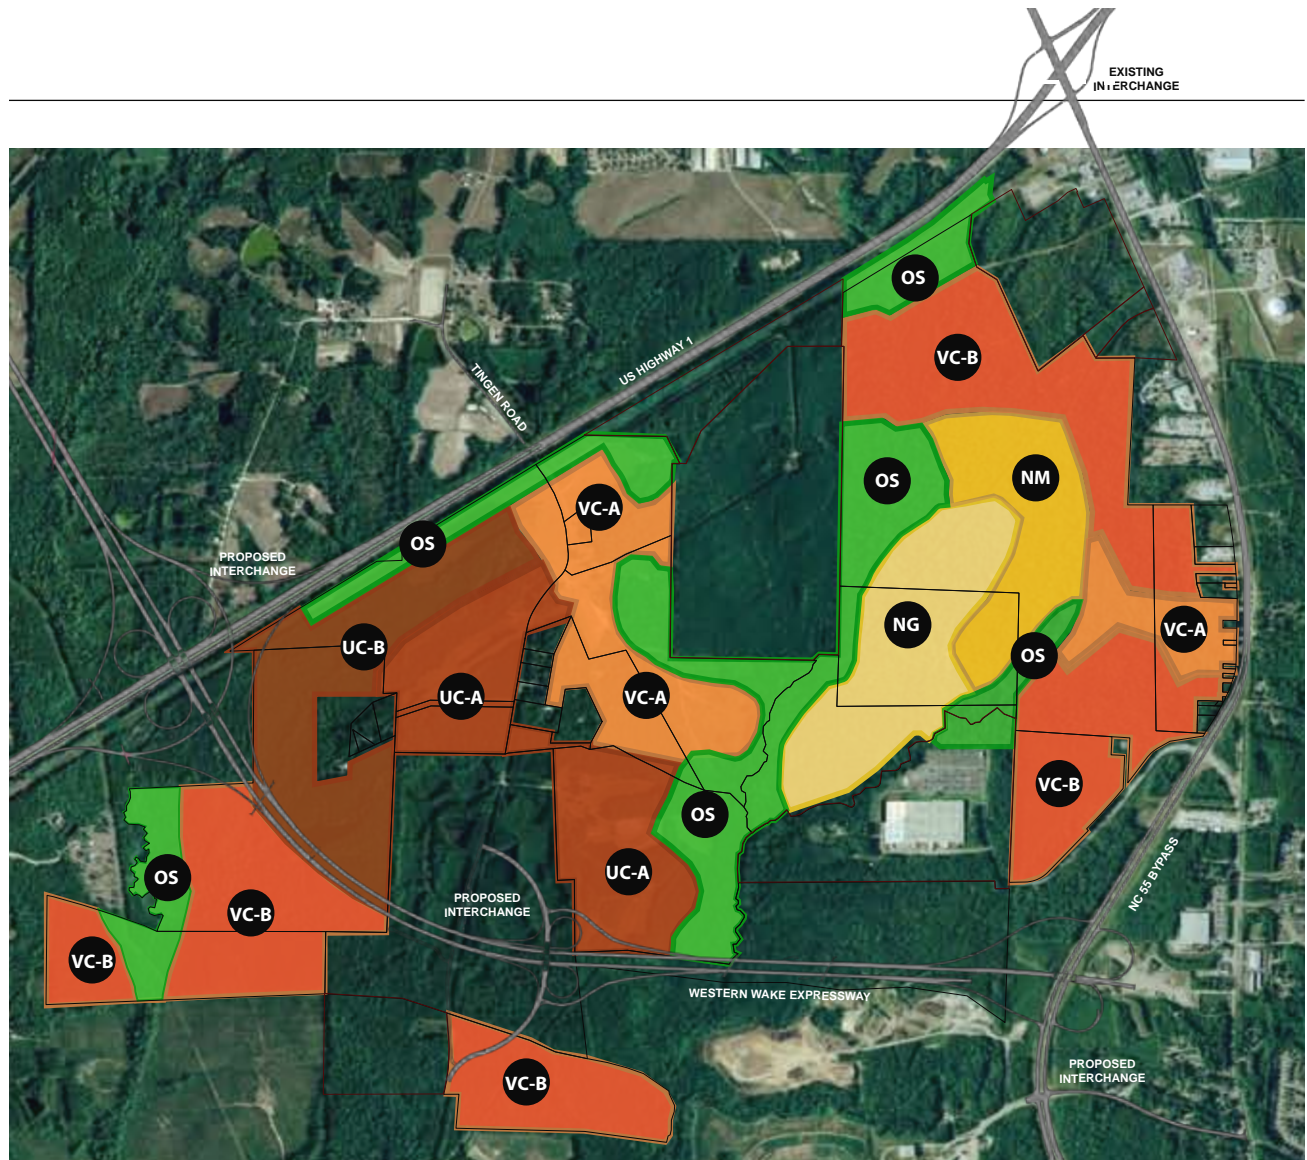 EXISTING
INTERCHANGE
OS
VC-B
US HIGHWAY 1
TINGEN ROAD
OS
NM
VC-A
OS
PROPOSED
INTERCHANGE
NG
VC-A
UC-B
OS
UC-A
VC-A
VC-B
OS
UC-A
OS
NC 55 BYPASS
PROPOSED
INTERCHANGE
VC-B
VC-B
WESTERN WAKE EXPRESSWAY
PROPOSED
INTERCHANGE
VC-B